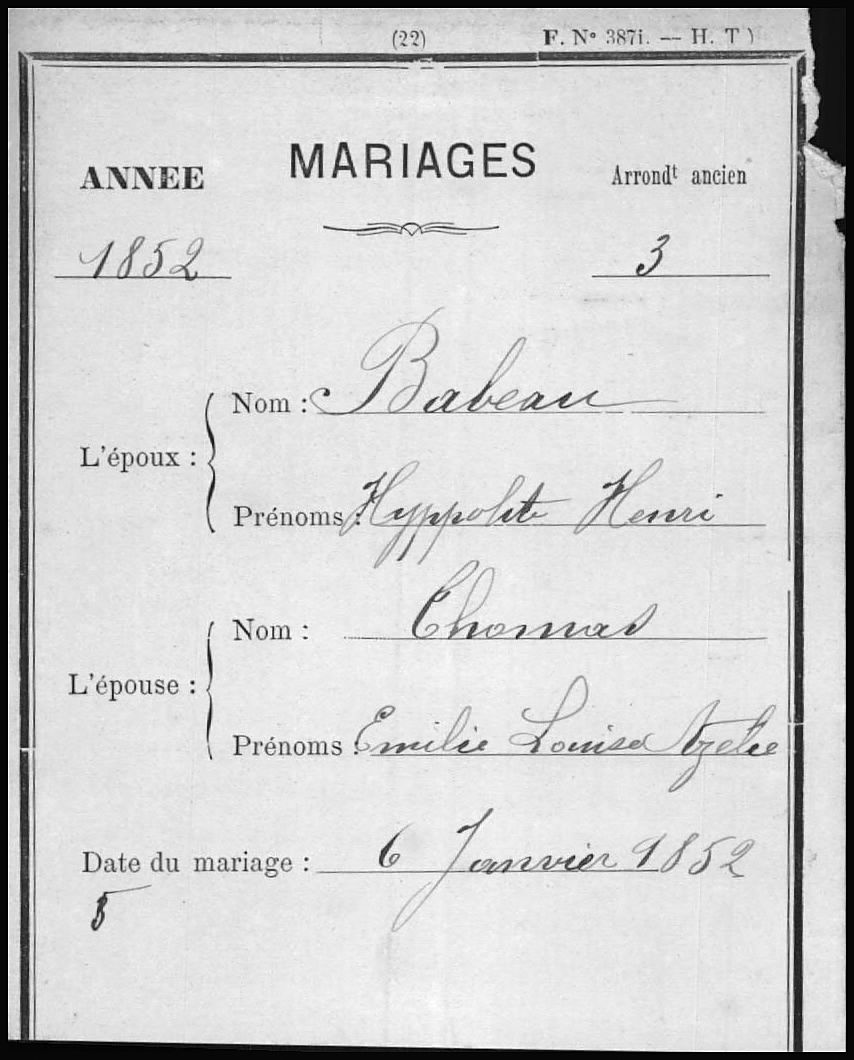 (22) F. N° 387i. — H. T
ANNEE MARIAGES Arrondt ancien
1852 3
Nom : Babeau
L'époux :
Prénoms : Hyppolite Henri
Nom : Thomas
L'épouse :
Prénoms : Emilie Louise Azelie
Date du mariage : 6 Janvier 1852